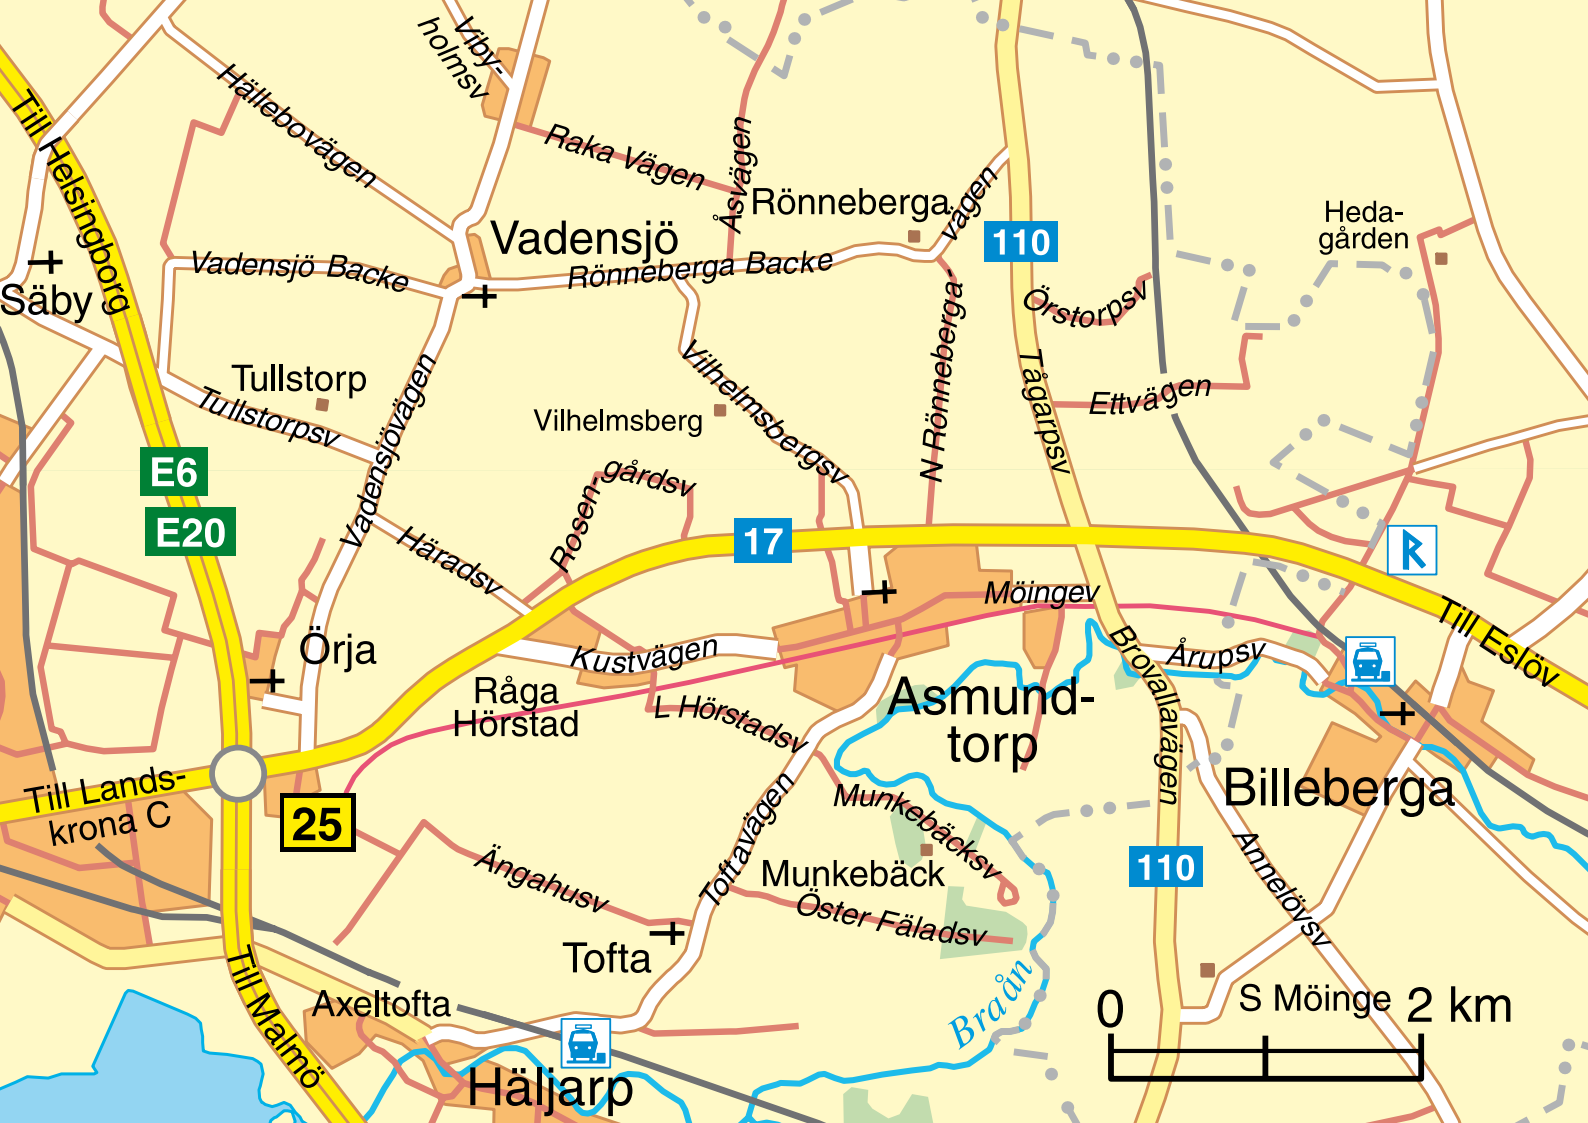 Viby-
holmsv
Till Helsingborg
Hällebovägen
Raka Vägen
Åsvägen
Rönneberga
N Rönneberga-
vägen
110
Heda-
gården
Vadensjö
Vadensjö Backe
Rönneberga Backe
Säby
Örstorpsv
Tågarpsv
Ettvägen
Tullstorp
Tullstorpsv
Vadensjövägen
Vilhelmsberg
Vilhelmsbergsv
Rosen-
gårdsv
E6
E20
17
R
Häradsv
Möingev
Till Eslöv
Örja
Kustvägen
Årupsv
Brovallavägen
Råga
Hörstad
L Hörstadsv
Asmund-
torp
Billeberga
Till Lands-
krona C
25
Munkebäcksv
Toftavägen
Ängahusv
Munkebäck
Öster Fäladsv
110
Annelövsv
Tofta
Till Malmö
Axeltofta
Braån
S Möinge
0
2 km
Häljarp